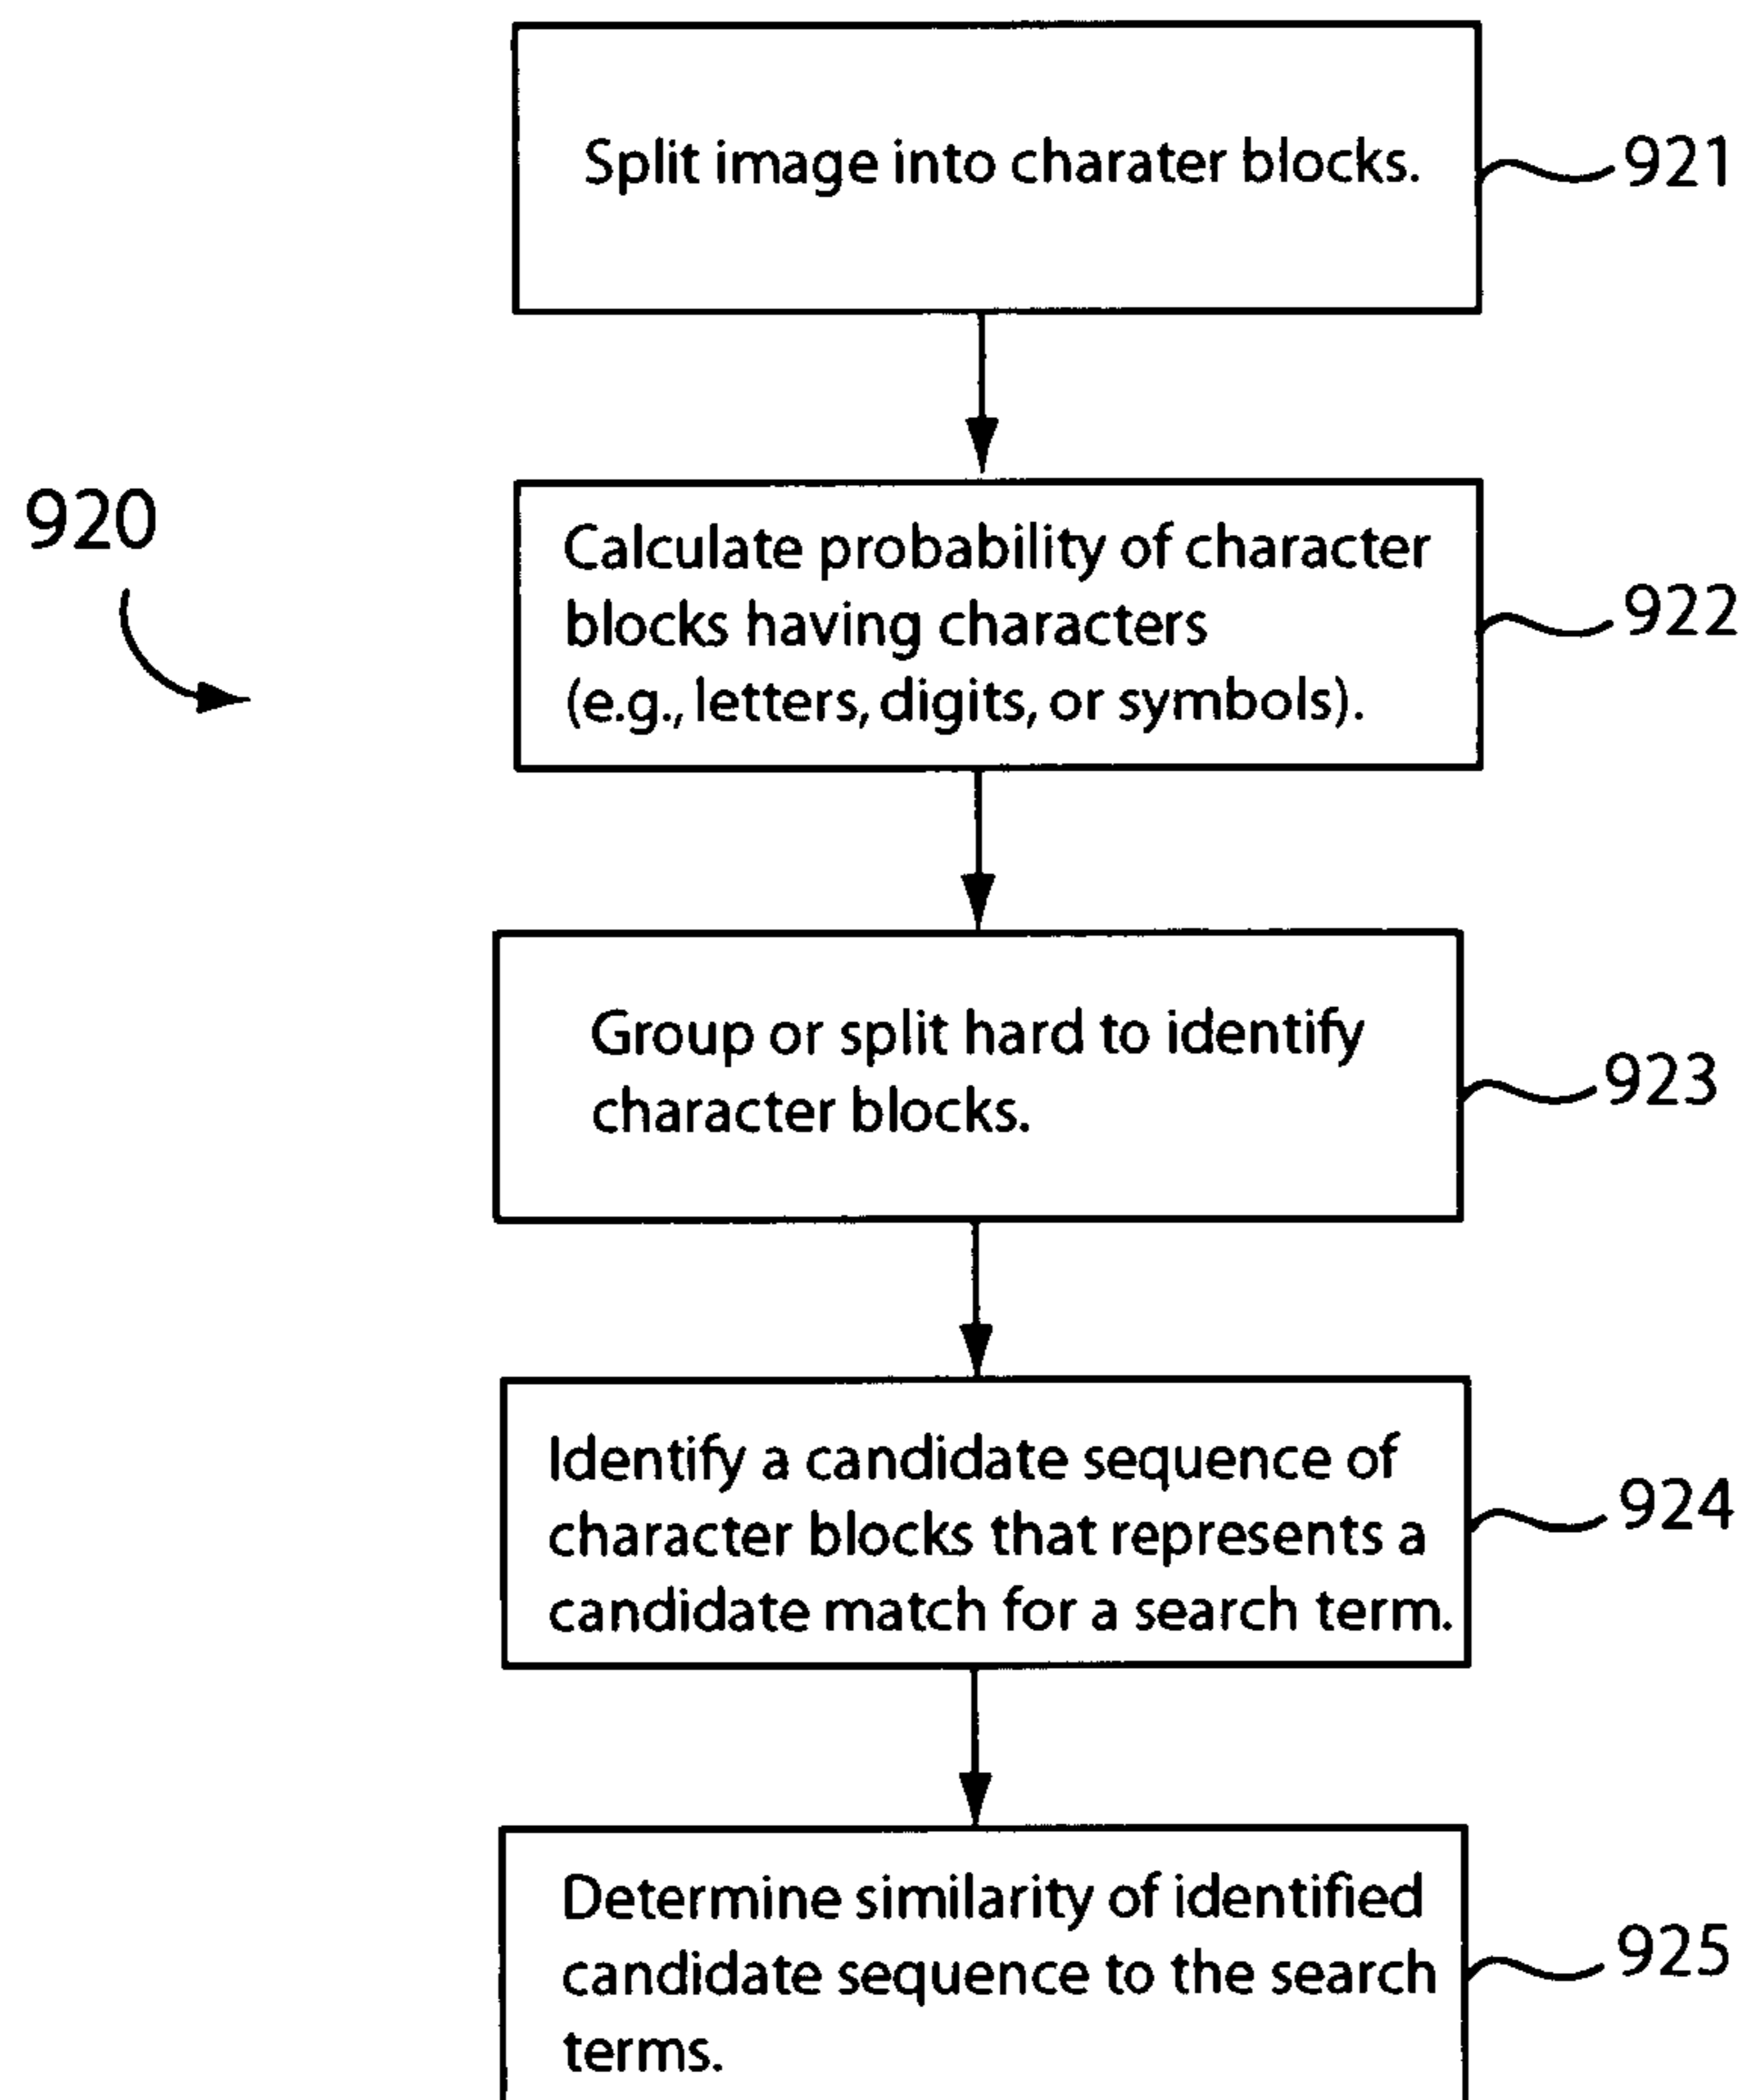 Split image into charater blocks.
921
920
Calculate probability of character
blocks having characters
(e.g., letters, digits, or symbols).
922
Group or split hard to identify
character blocks.
923
Identify a candidate sequence of
character blocks that represents a
candidate match for a search term.
924
Determine similarity of identified
candidate sequence to the search
terms.
925